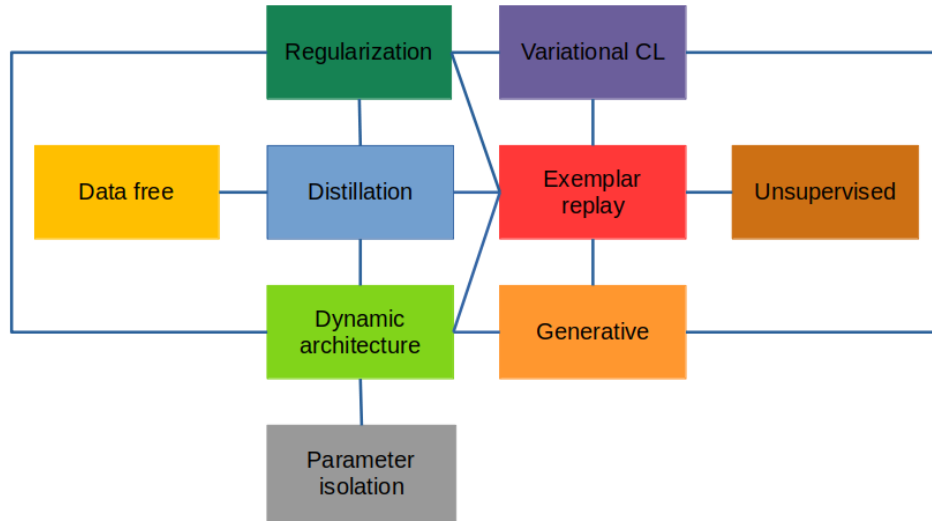 Regularization
Variational CL
Data free
Distillation
Exemplar
replay
Unsupervised
Dynamic
architecture
Generative
Parameter
isolation